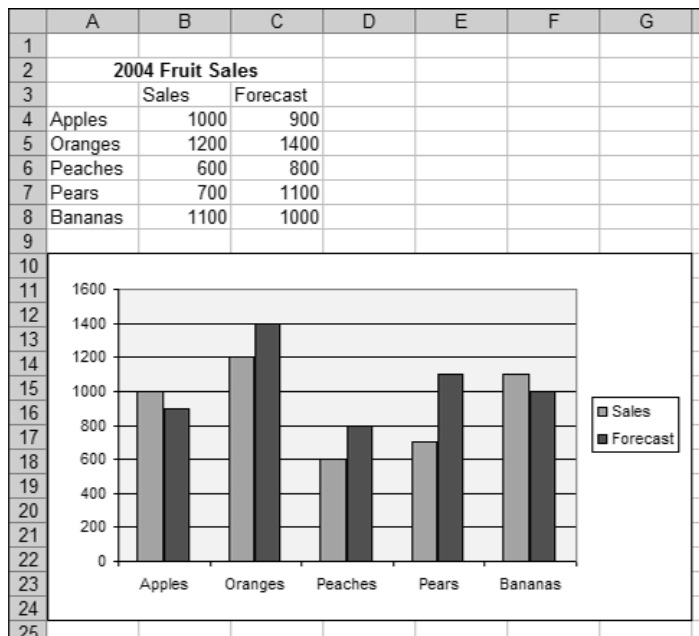 A B C D E F G
1
2 2004 Fruit Sales
3 Sales Forecast
4 Apples 1000 900
5 Oranges 1200 1400
6 Peaches 600 800
7 Pears 700 1100
8 Bananas 1100 1000
9
10
11 1600
12
13 1400
14 1200
15 1000
16 Sales
17 800 Forecast
18 600
19
20 400
21 200
22 0
23 Apples Oranges Peaches Pears Bananas
24
25